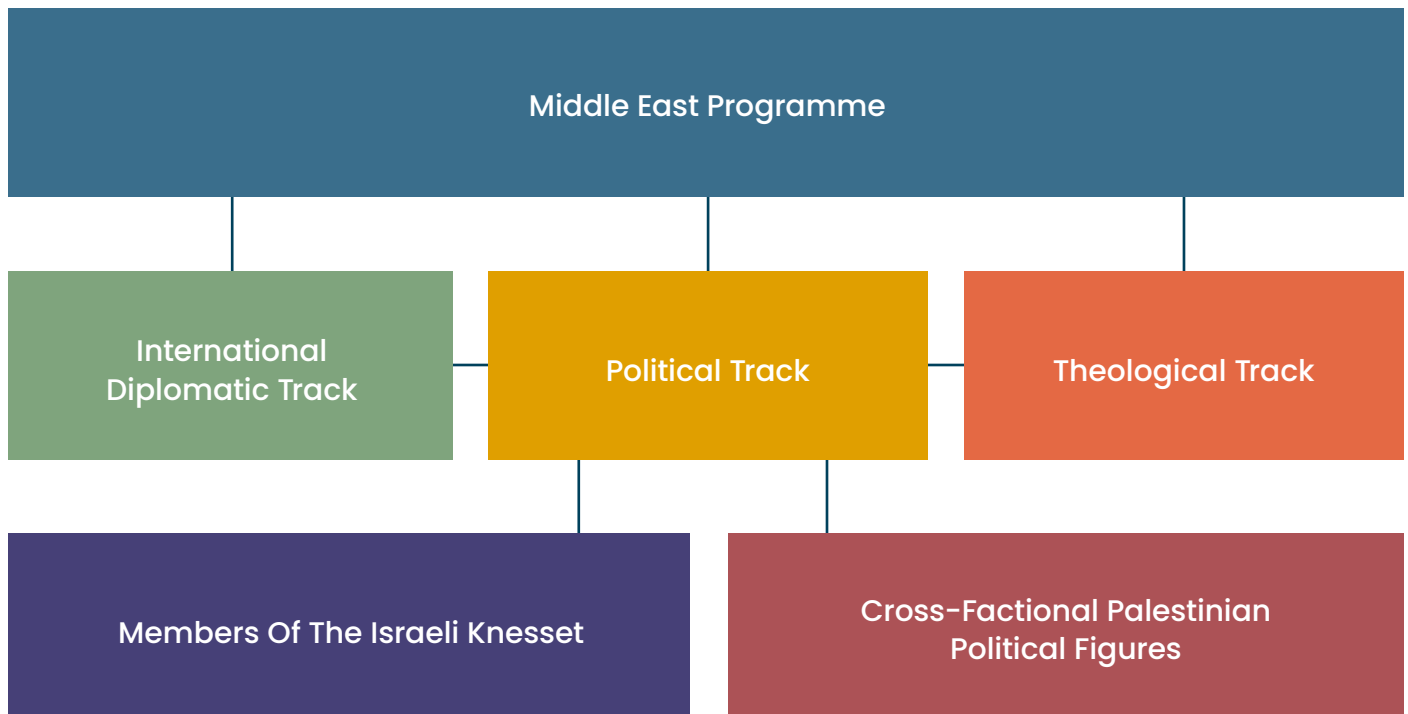 Middle East Programme
International
Diplomatic Track
Political Track
Theological Track
Members Of The Israeli Knesset
Cross-Factional Palestinian
Political Figures